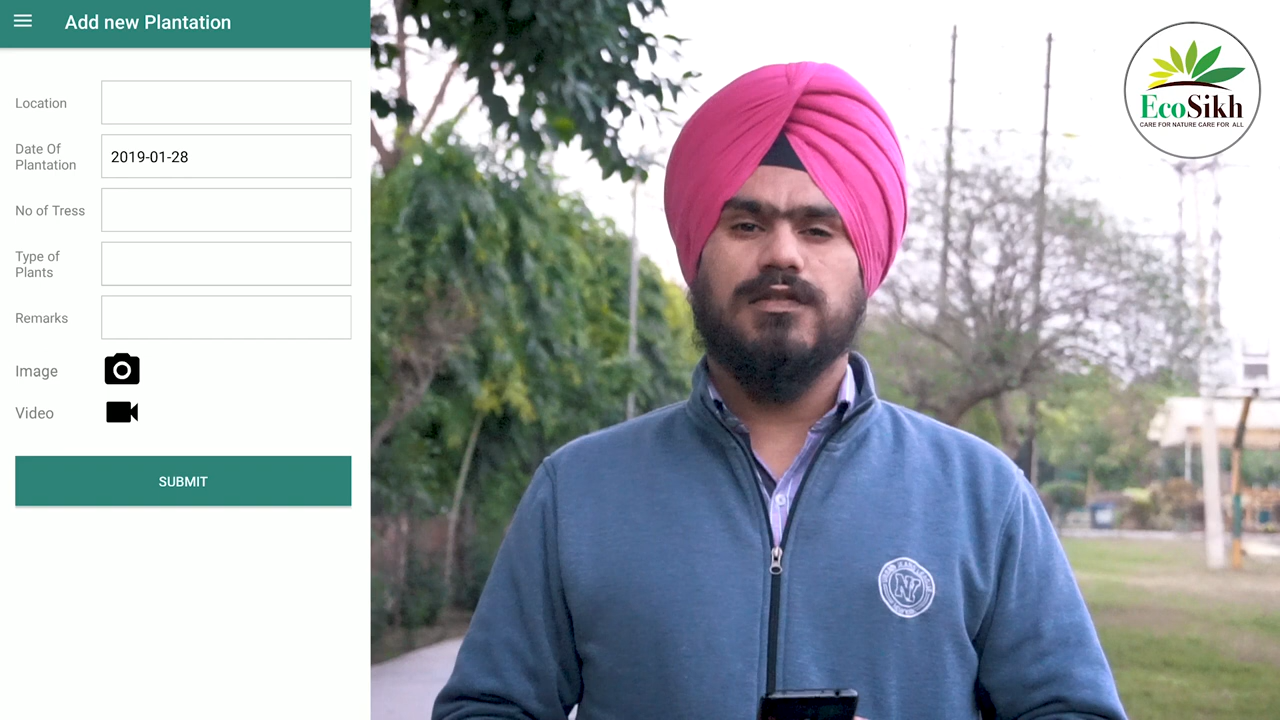 Add new Plantation
Location
Date Of
Plantation
2019-01-28
No of Tress
Type of
Plants
Remarks
Image
Video
SUBMIT
EcoSikh
CARE FOR NATURE CARE FOR ALL
N